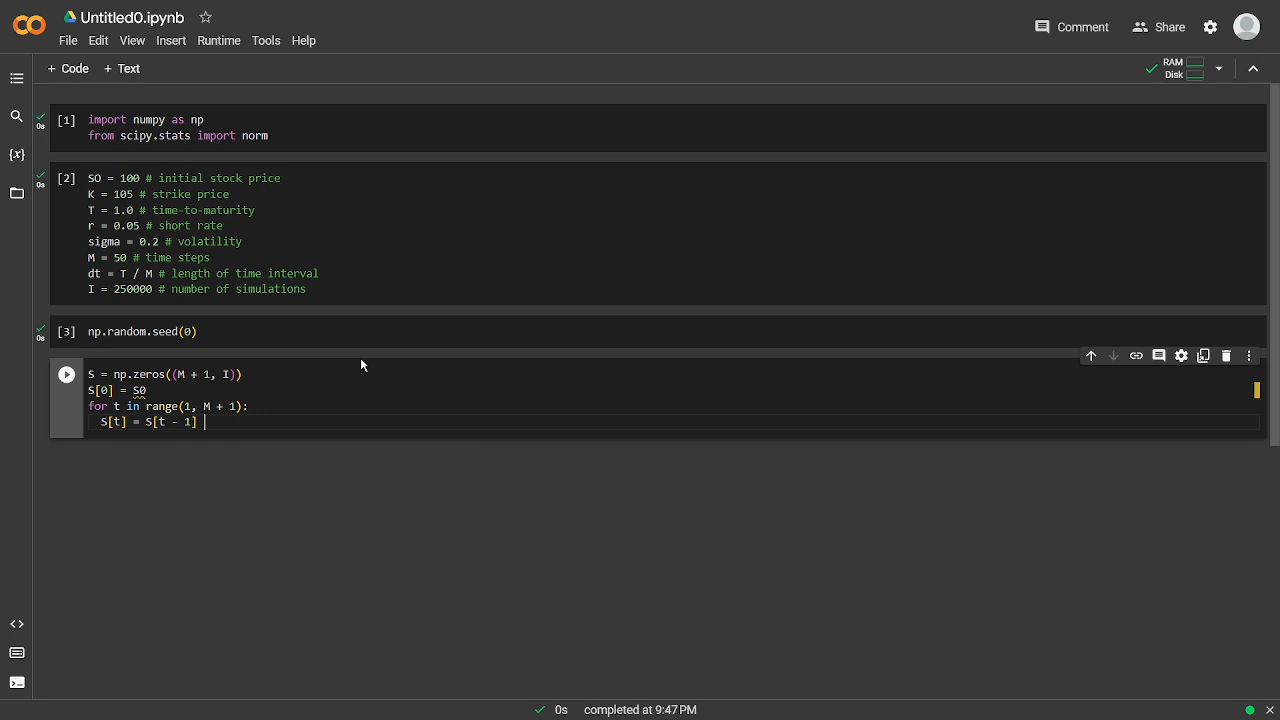 Untitled0.ipynb
File Edit View Insert Runtime Tools Help
Comment Share
+ Code + Text
RAM
Disk
[1] import numpy as np
from scipy.stats import norm
0s
[2] SO = 100 # initial stock price
K = 105 # strike price
T = 1.0 # time-to-maturity
r = 0.05 # short rate
sigma = 0.2 # volatility
M = 50 # time steps
dt = T / M # length of time interval
I = 250000 # number of simulations
0s
[3] np.random.seed(0)
0s
S = np.zeros((M + 1, I))
S[0] = S0
for t in range(1, M + 1):
S[t] = S[t - 1]
0s completed at 9:47 PM